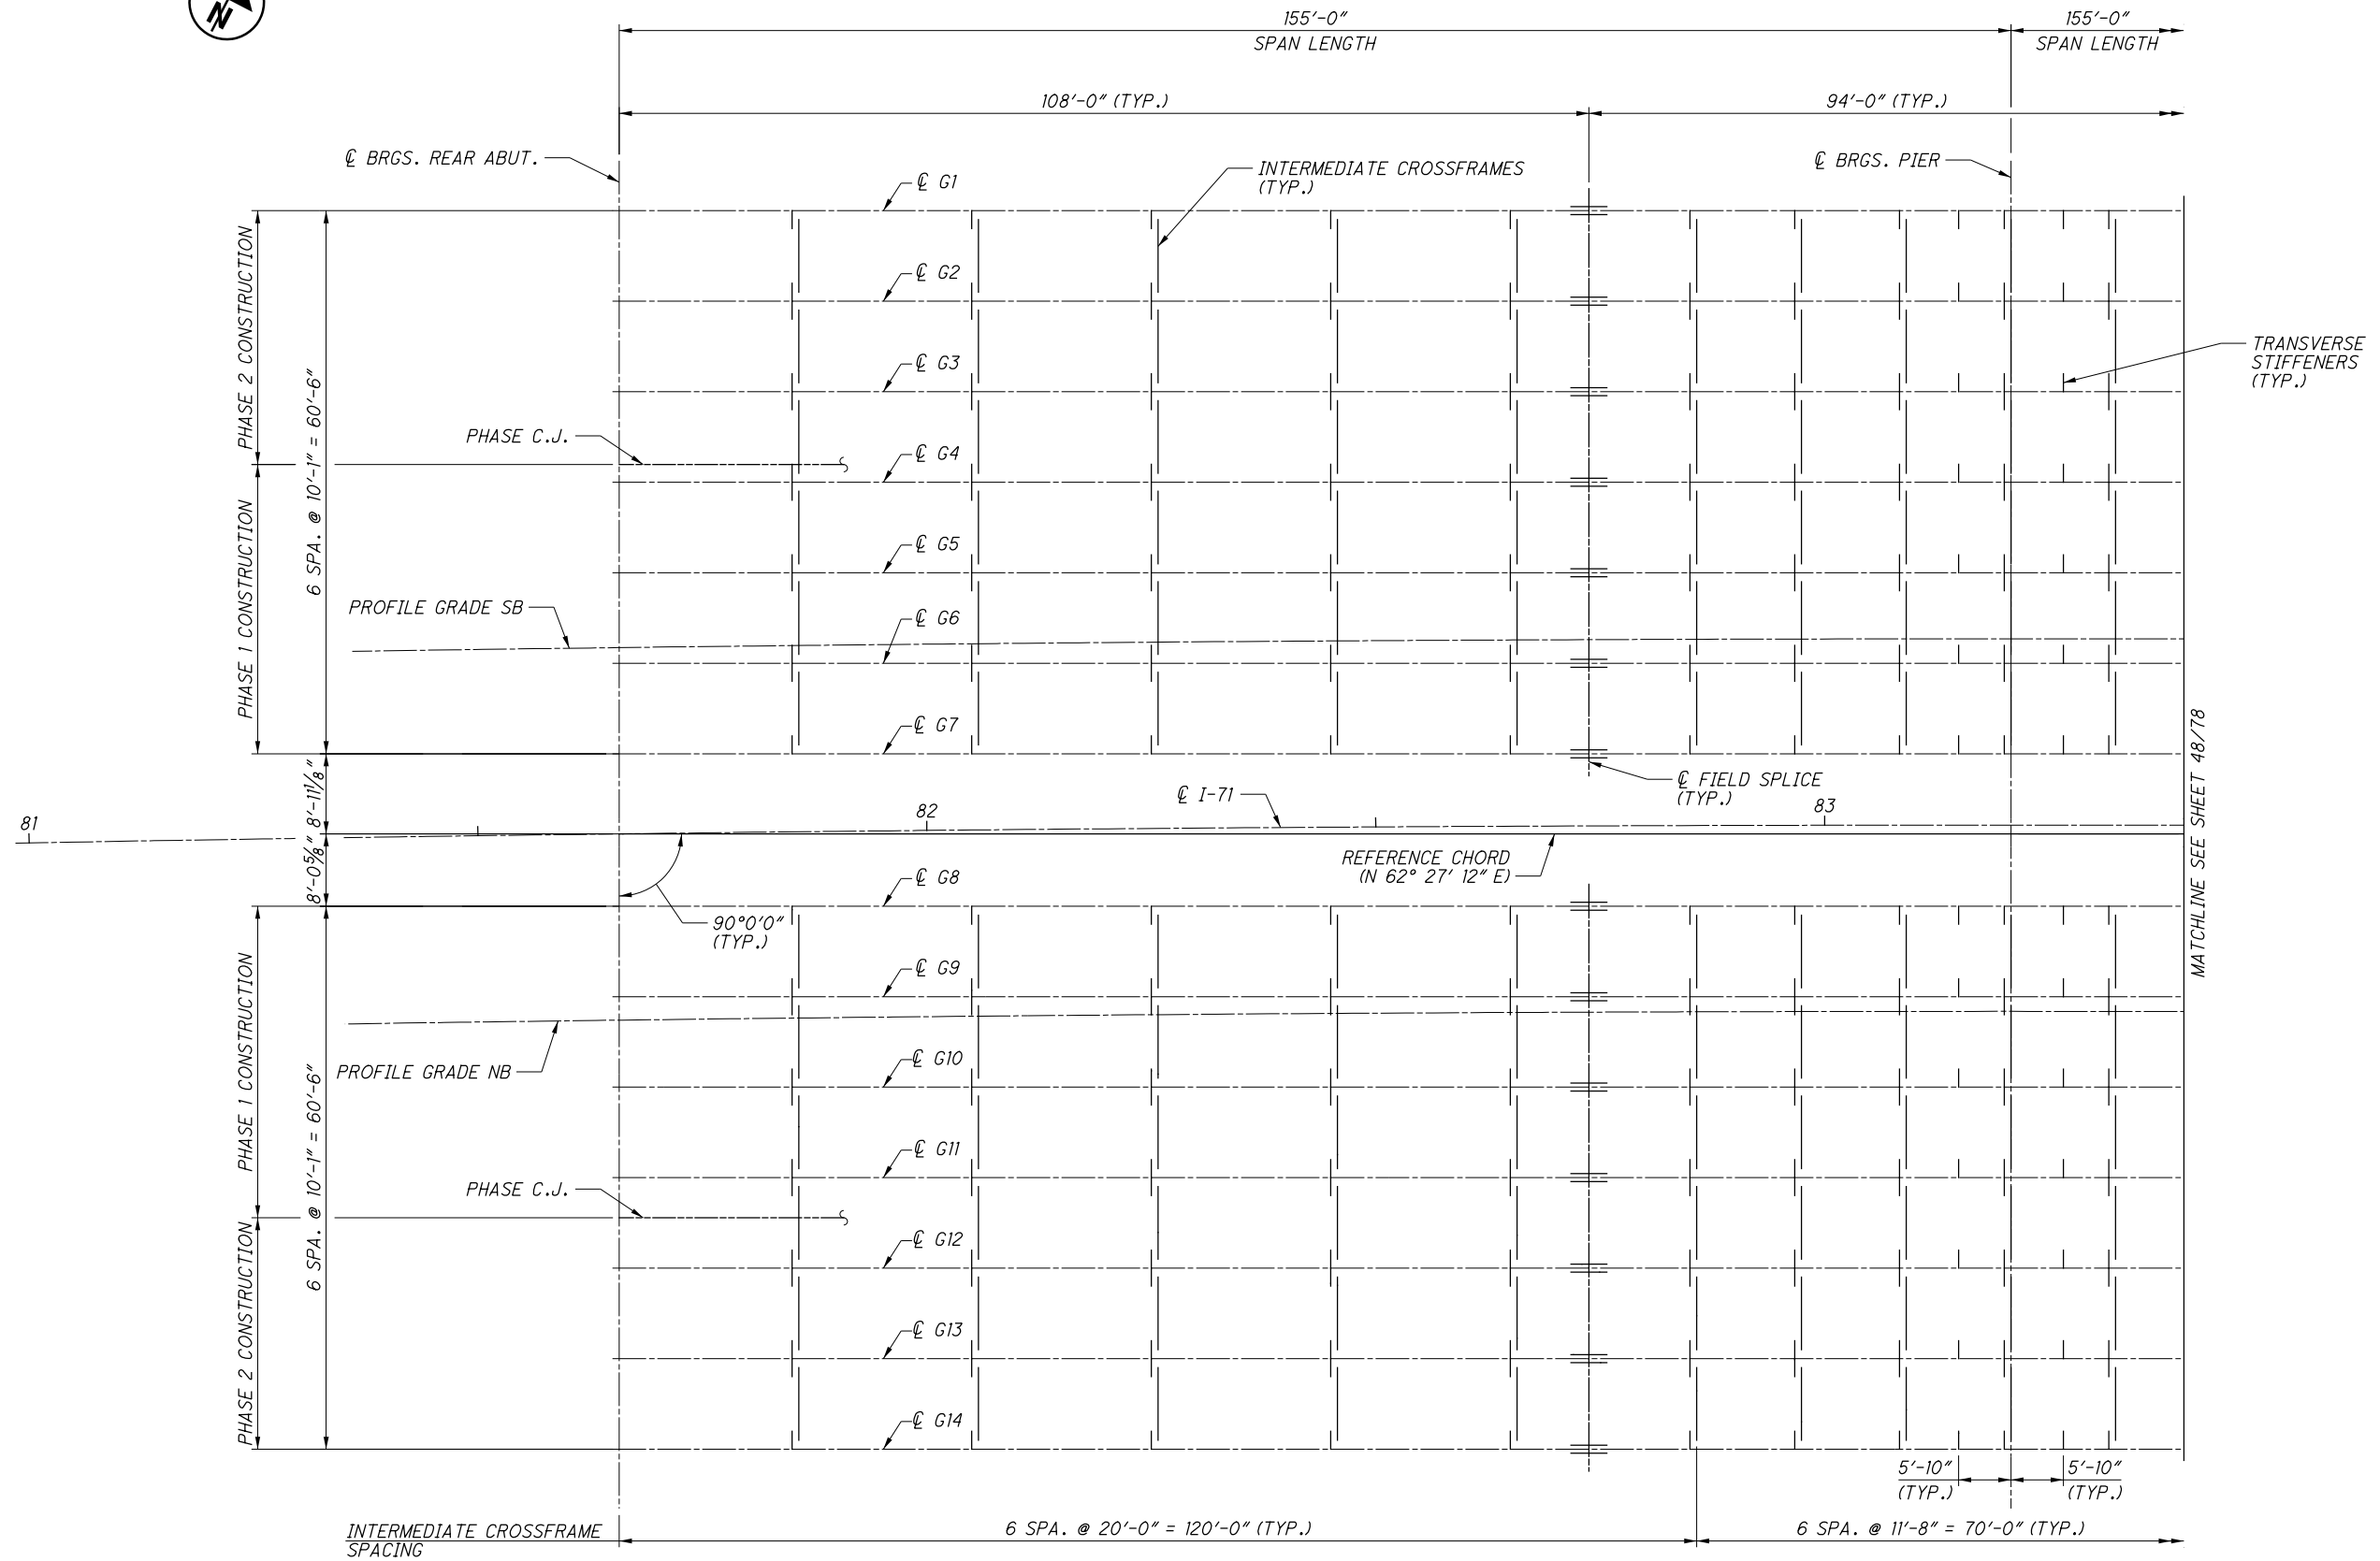 N
155'-0"
SPAN LENGTH
155'-0"
SPAN LENGTH
108'-0" (TYP.)
94'-0" (TYP.)
℄ BRGS. REAR ABUT.
INTERMEDIATE CROSSFRAMES
(TYP.)
℄ BRGS. PIER
℄ G1
℄ G2
℄ G3
℄ G4
℄ G5
℄ G6
℄ G7
TRANSVERSE
STIFFENERS
(TYP.)
PHASE 2 CONSTRUCTION
PHASE 1 CONSTRUCTION
6 SPA. @ 10'-1" = 60'-6"
PHASE C.J.
PROFILE GRADE SB
℄ FIELD SPLICE
(TYP.)
8'-11⅛"
8'-0⅝"
81
82
83
℄ I-71
REFERENCE CHORD
(N 62° 27' 12" E)
MATCHLINE SEE SHEET 48/78
90°0'0"
(TYP.)
℄ G8
℄ G9
℄ G10
℄ G11
℄ G12
℄ G13
℄ G14
PROFILE GRADE NB
PHASE C.J.
PHASE 1 CONSTRUCTION
PHASE 2 CONSTRUCTION
6 SPA. @ 10'-1" = 60'-6"
5'-10"
(TYP.)
5'-10"
(TYP.)
INTERMEDIATE CROSSFRAME
SPACING
6 SPA. @ 20'-0" = 120'-0" (TYP.)
6 SPA. @ 11'-8" = 70'-0" (TYP.)